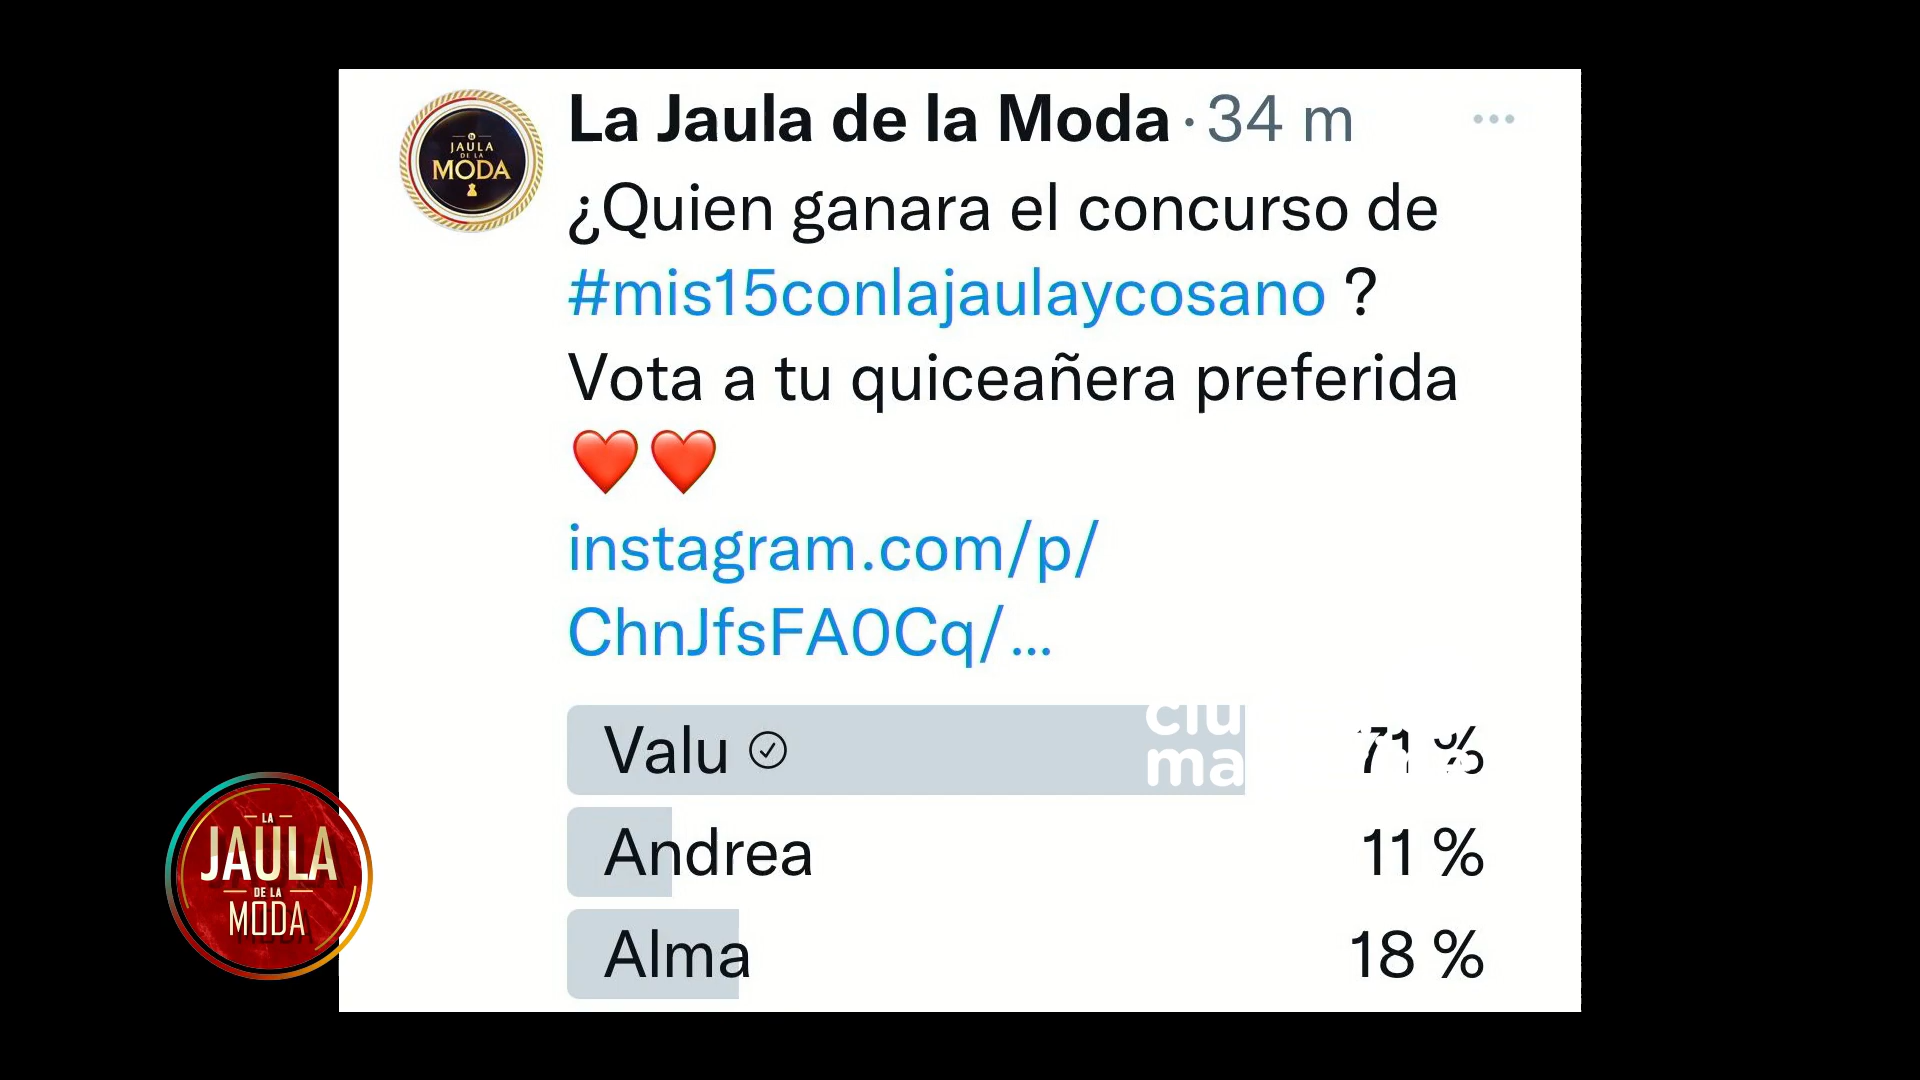 La Jaula de la Moda · 34 m
¿Quien ganara el concurso de
#mis15conlajaulaycosano ?
Vota a tu quiceañera preferida
❤️❤️
instagram.com/p/
ChnJfsFA0Cq/...
Valu 71 %
Andrea 11 %
Alma 18 %
JAULA
DE LA
MODA
LA
JAULA
DE LA
MODA